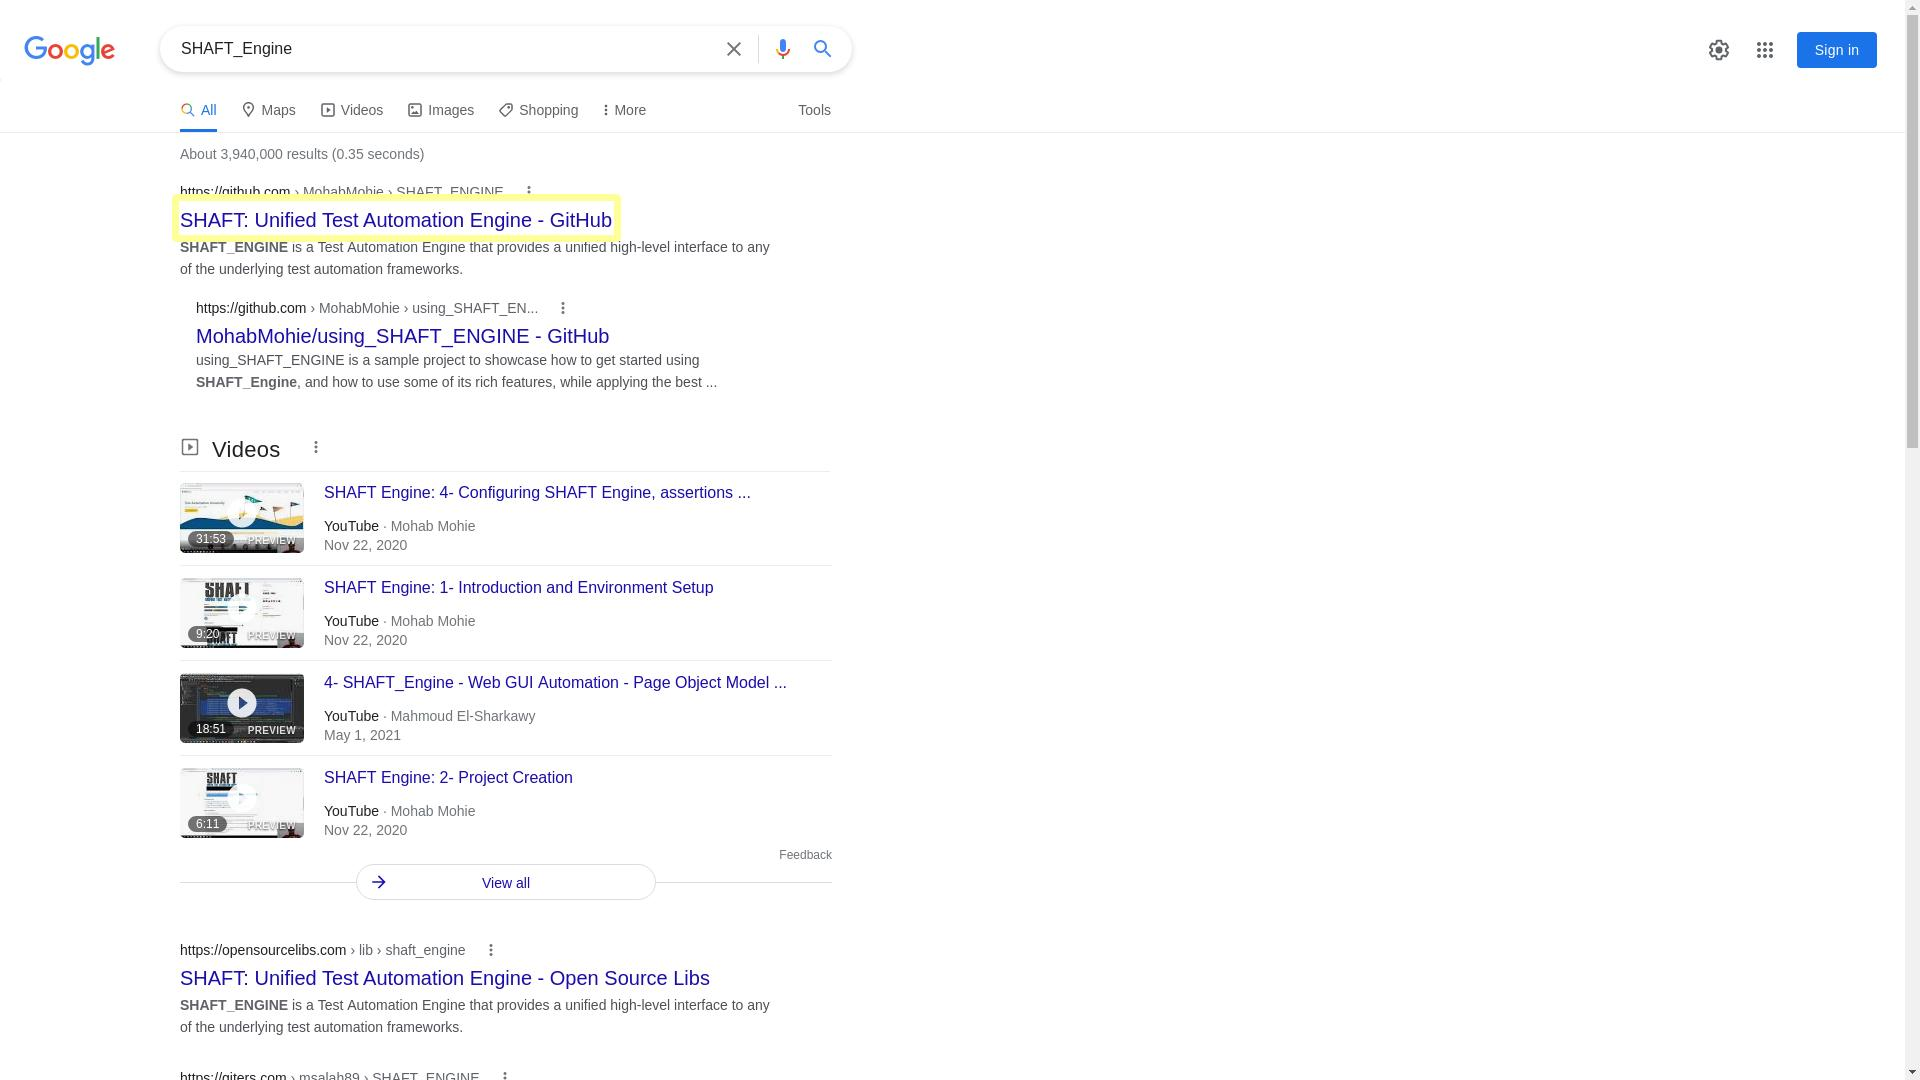 Google
SHAFT_Engine
Sign in
All
Maps
Videos
Images
Shopping
More
Tools
About 3,940,000 results (0.35 seconds)
https://github.com › MohabMohie › SHAFT_ENGINE
SHAFT: Unified Test Automation Engine - GitHub
SHAFT_ENGINE is a Test Automation Engine that provides a unified high-level interface to any
of the underlying test automation frameworks.
https://github.com › MohabMohie › using_SHAFT_EN...
MohabMohie/using_SHAFT_ENGINE - GitHub
using_SHAFT_ENGINE is a sample project to showcase how to get started using
SHAFT_Engine, and how to use some of its rich features, while applying the best ...
Videos
SHAFT Engine: 4- Configuring SHAFT Engine, assertions ...
YouTube · Mohab Mohie
31:53 PREVIEW
Nov 22, 2020
SHAFT
SHAFT Engine: 1- Introduction and Environment Setup
YouTube · Mohab Mohie
9:20 PREVIEW
Nov 22, 2020
4- SHAFT_Engine - Web GUI Automation - Page Object Model ...
YouTube · Mahmoud El-Sharkawy
18:51 PREVIEW
May 1, 2021
SHAFT
SHAFT Engine: 2- Project Creation
YouTube · Mohab Mohie
6:11 PREVIEW
Nov 22, 2020
Feedback
View all
https://opensourcelibs.com › lib › shaft_engine
SHAFT: Unified Test Automation Engine - Open Source Libs
SHAFT_ENGINE is a Test Automation Engine that provides a unified high-level interface to any
of the underlying test automation frameworks.
https://giters.com › msalah89 › SHAFT_ENGINE